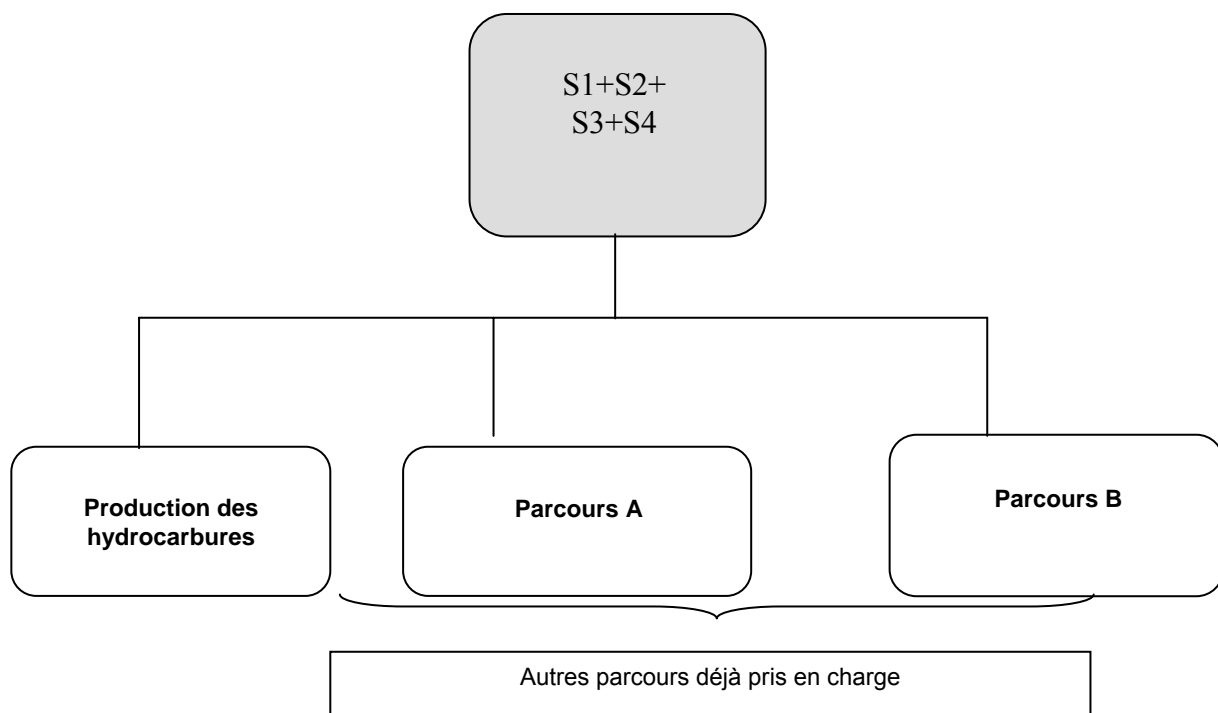 S1+S2+
S3+S4
Production des
hydrocarbures
Parcours A
Parcours B
Autres parcours déjà pris en charge